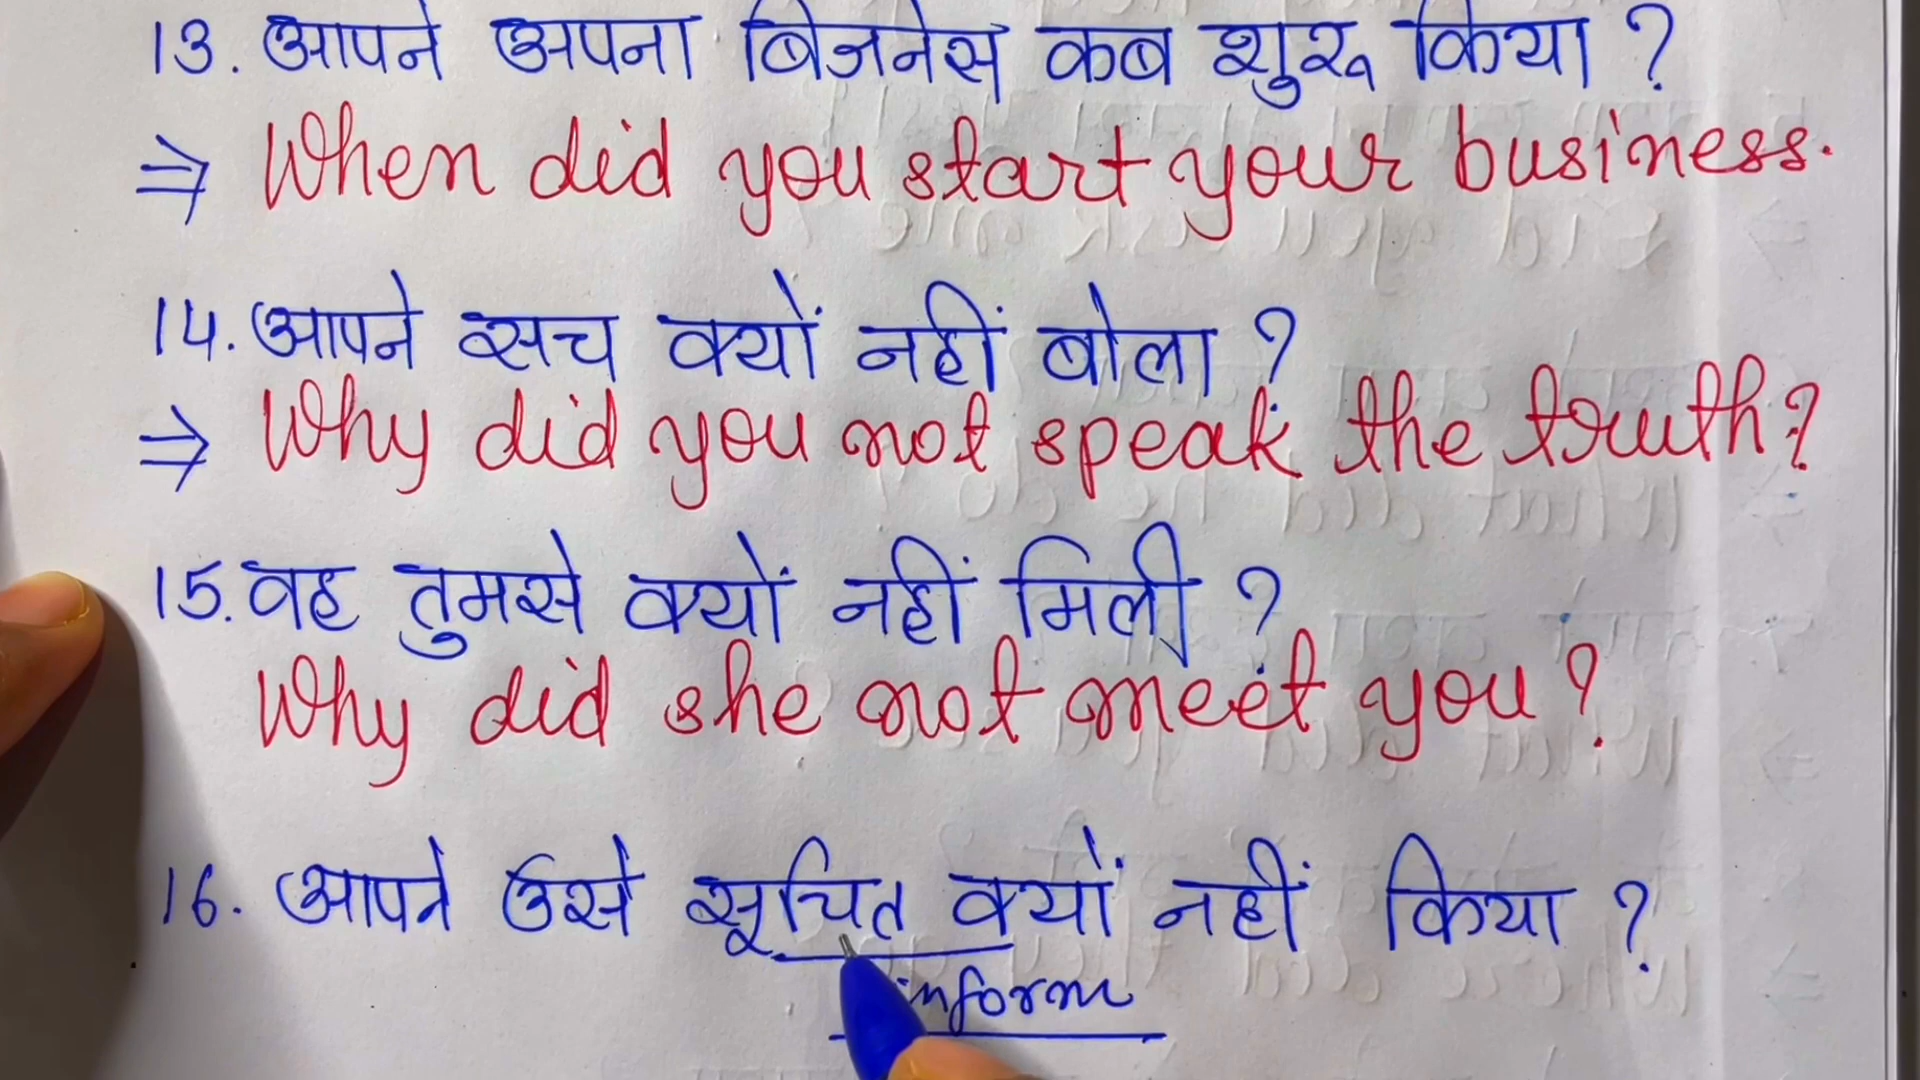 13. आपने अपना बिजनेस कब शुरू किया ?
⇒ When did you start your business.
14. आपने सच क्यों नहीं बोला ?
⇒ Why did you not speak the truth?
15. वह तुमसे क्यों नहीं मिली ?
Why did she not meet you ?
16. आपने उसे सूचित क्यों नहीं किया ?
inform